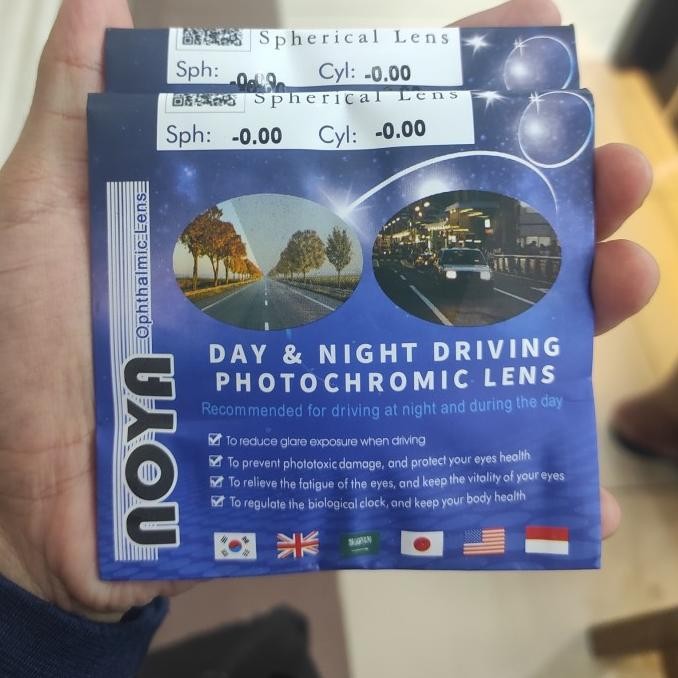 Spherical Lens
Sph: Cyl: -0.00
Spherical Lens
Sph: -0.00 Cyl: -0.00
NOYA Ophthalmic Lens
DAY & NIGHT DRIVING
PHOTOCHROMIC LENS
Recommended for driving at night and during the day
To reduce glare exposure when driving
To prevent phototoxic damage, and protect your eyes health
To relieve the fatigue of the eyes, and keep the vitality of your eyes
To regulate the biological clock, and keep your body health